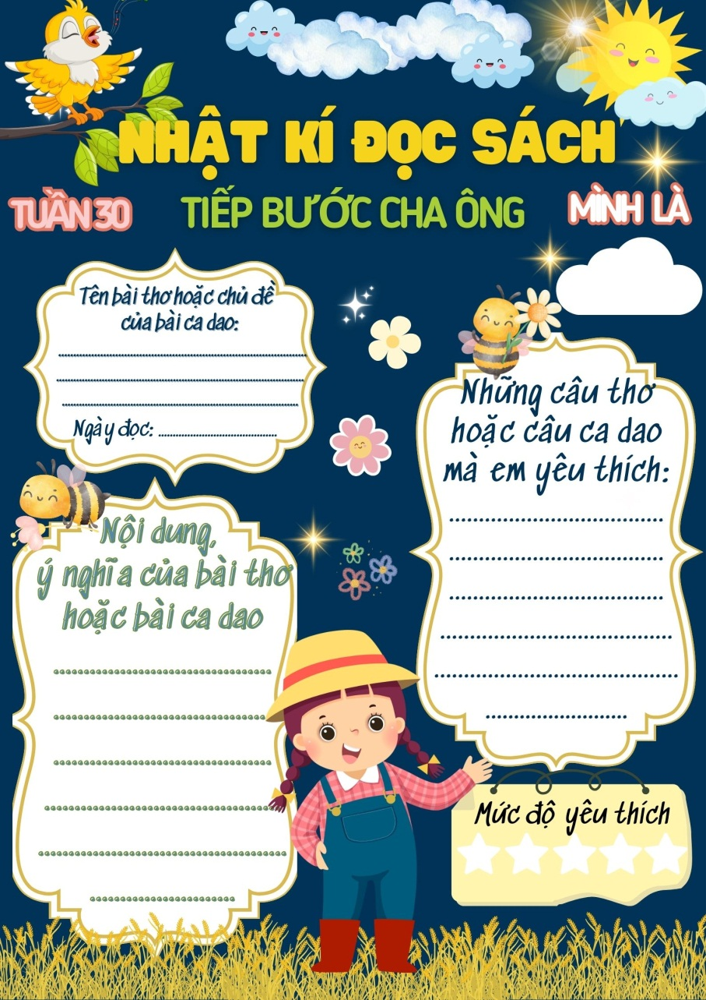 NHẬT KÍ ĐỌC SÁCH
TUẦN 30
TIẾP BƯỚC CHA ÔNG
MÌNH LÀ
Tên bài thơ hoặc chủ đề
của bài ca dao:
Ngày đọc: ........................................
Những câu thơ
hoặc câu ca dao
mà em yêu thích:
Nội dung,
ý nghĩa của bài thơ
hoặc bài ca dao
Mức độ yêu thích